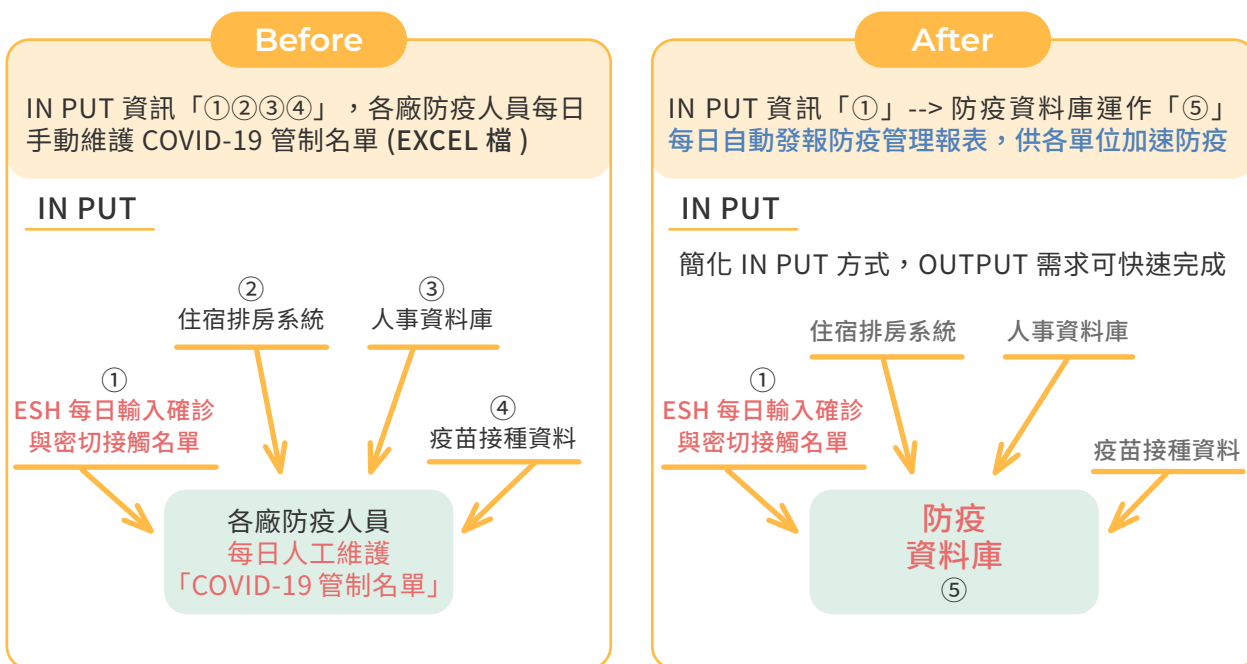 Before
IN PUT 資訊「①②③④」，各廠防疫人員每日
手動維護 COVID-19 管制名單 (EXCEL 檔 )
IN PUT
②
住宿排房系統
③
人事資料庫
①
ESH 每日輸入確診
與密切接觸名單
④
疫苗接種資料
各廠防疫人員
每日人工維護
「COVID-19 管制名單」
After
IN PUT 資訊「①」--> 防疫資料庫運作「⑤」
每日自動發報防疫管理報表，供各單位加速防疫
IN PUT
簡化 IN PUT 方式，OUTPUT 需求可快速完成
住宿排房系統
人事資料庫
①
ESH 每日輸入確診
與密切接觸名單
疫苗接種資料
防疫
資料庫
⑤